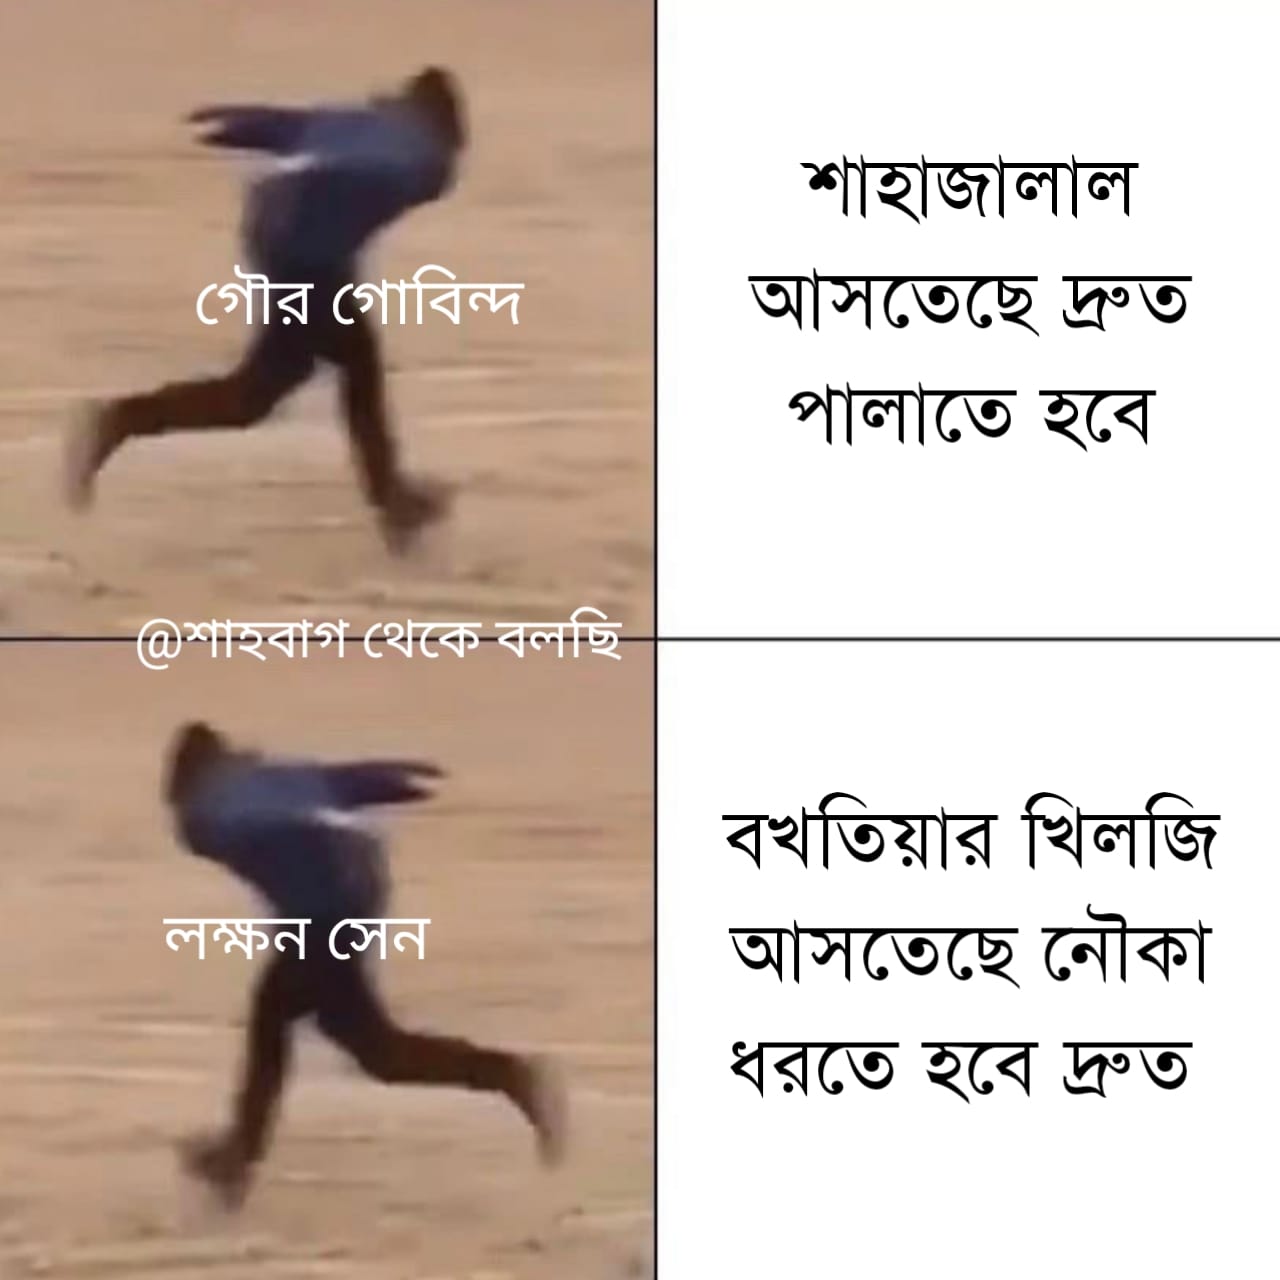 গৌর গোবিন্দ
শাহাজালাল
আসতেছে দ্রুত
পালাতে হবে
@শাহবাগ থেকে বলছি
লক্ষন সেন
বখতিয়ার খিলজি
আসতেছে নৌকা
ধরতে হবে দ্রুত